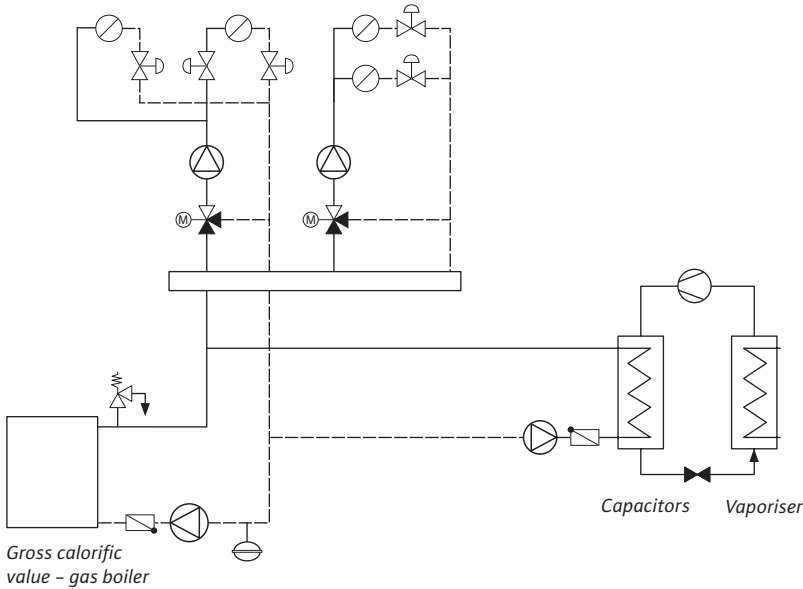 M
M
Capacitors
Vaporiser
Gross calorific
value – gas boiler